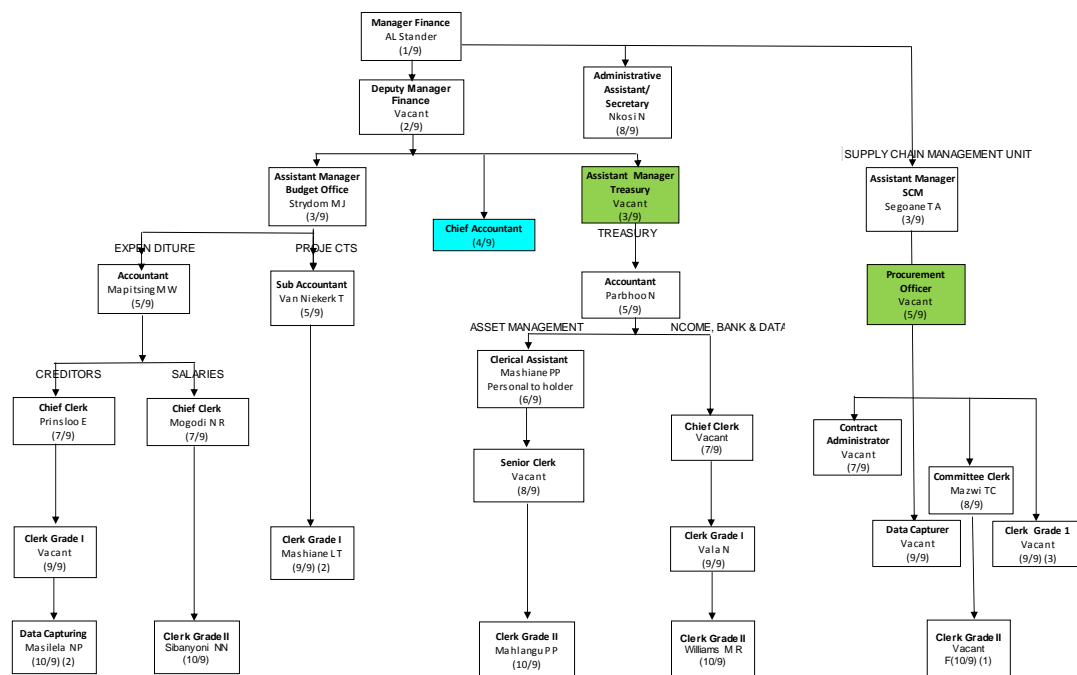 Manager Finance
AL Stander
(1/9)
Deputy Manager
Finance
Vacant
(2/9)
Administrative
Assistant/
Secretary
Nkosi N
(8/9)
SUPPLY CHAIN MANAGEMENT UNIT
Assistant Manager
Budget Office
Strydom M J
(3/9)
Chief Accountant
(4/9)
Assistant Manager
Treasury
Vacant
(3/9)
Assistant Manager
SCM
Segoane T A
(3/9)
EXPEN DITURE
PROJE CTS
TREASURY
Accountant
Mapitsing M W
(5/9)
Sub Accountant
Van Niekerk T
(5/9)
Accountant
Parbhoo N
(5/9)
Procurement
Officer
Vacant
(5/9)
ASSET MANAGEMENT
NCOME, BANK & DATA
CREDITORS
SALARIES
Clerical Assistant
Mashiane PP
Personal to holder
(6/9)
Chief Clerk
Prinsloo E
(7/9)
Chief Clerk
Mogodi N R
(7/9)
Chief Clerk
Vacant
(7/9)
Contract
Administrator
Vacant
(7/9)
Senior Clerk
Vacant
(8/9)
Committee Clerk
Mazwi TC
(8/9)
Clerk Grade I
Vacant
(9/9)
Clerk Grade I
Mashiane LT
(9/9) (2)
Clerk Grade I
Vala N
(9/9)
Data Capturer
Vacant
(9/9)
Clerk Grade 1
Vacant
(9/9) (3)
Data Capturing
Masilela NP
(10/9) (2)
Clerk Grade II
Sibanyoni NN
(10/9)
Clerk Grade II
Mahlangu P P
(10/9)
Clerk Grade II
Williams M R
(10/9)
Clerk Grade II
Vacant
F(10/9) (1)